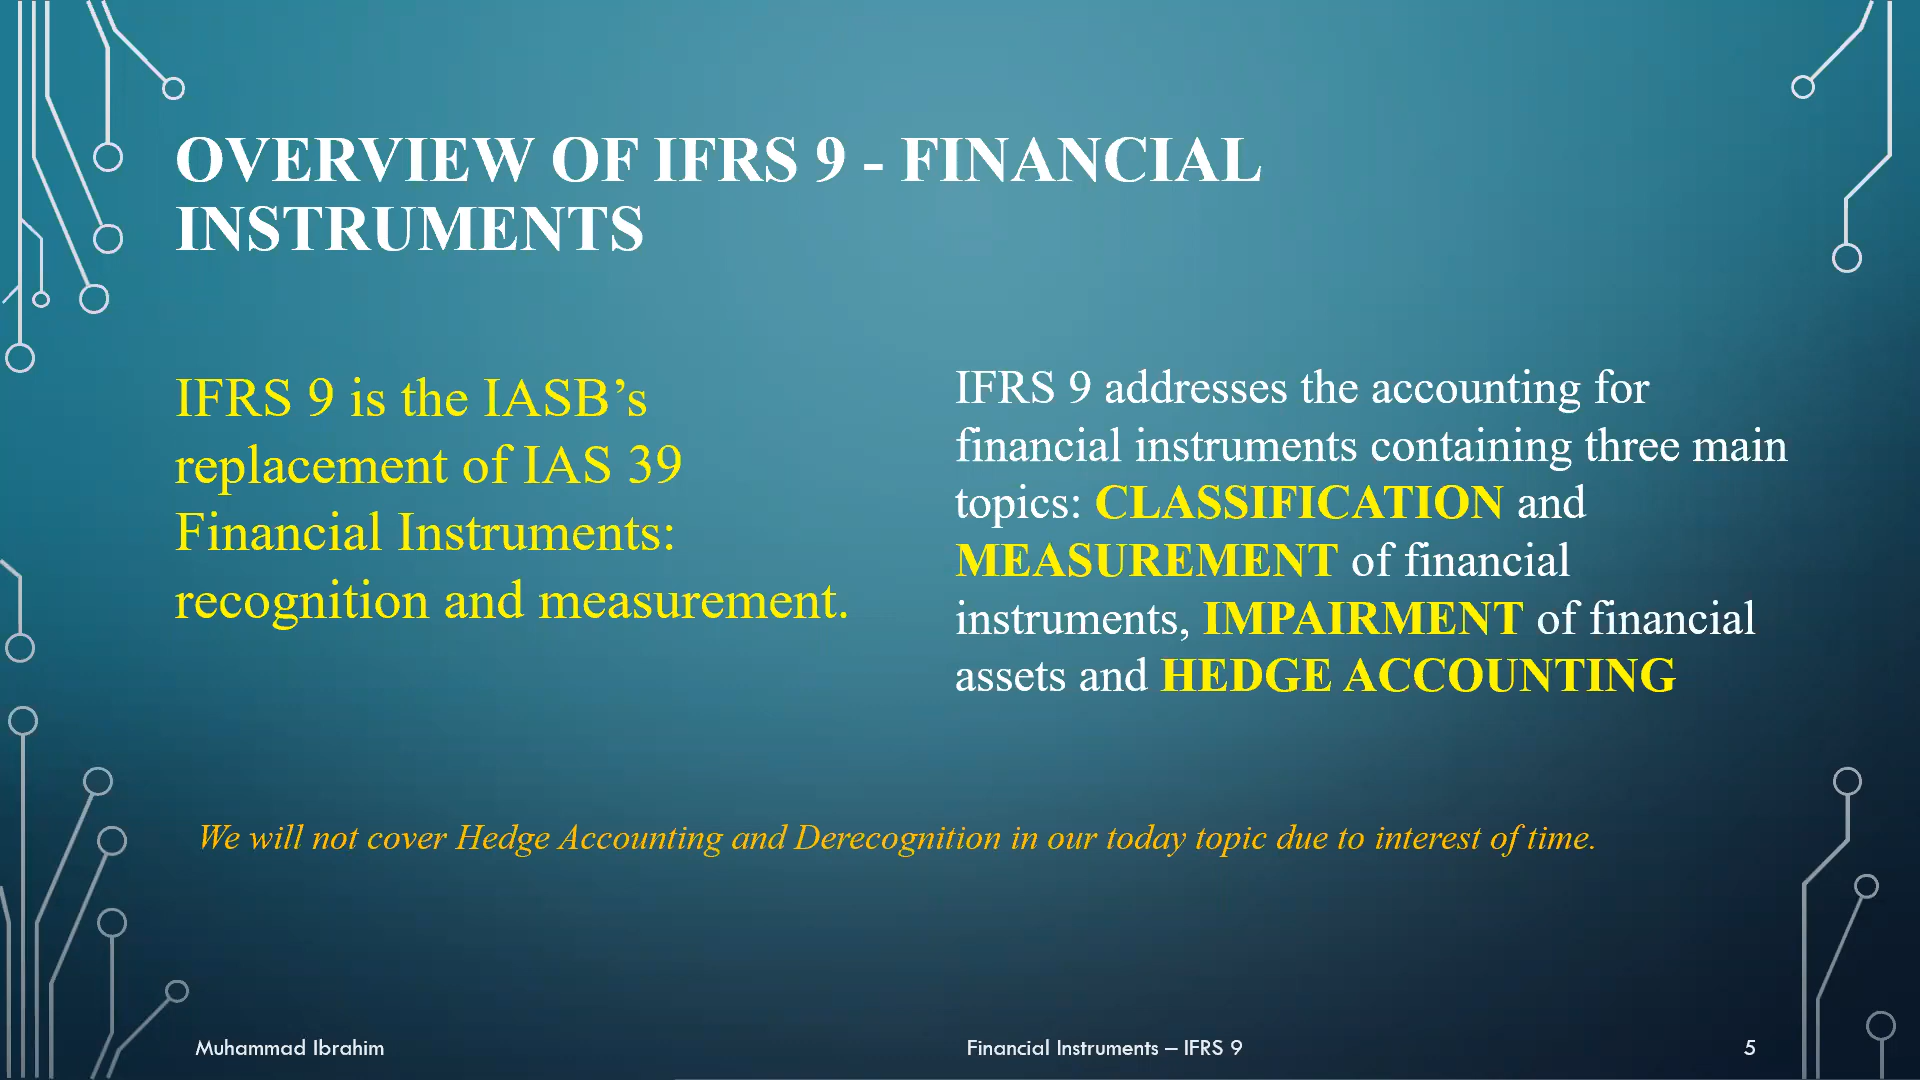 OVERVIEW OF IFRS 9 - FINANCIAL
INSTRUMENTS
IFRS 9 is the IASB’s
replacement of IAS 39
Financial Instruments:
recognition and measurement.
IFRS 9 addresses the accounting for
financial instruments containing three main
topics: CLASSIFICATION and
MEASUREMENT of financial
instruments, IMPAIRMENT of financial
assets and HEDGE ACCOUNTING
We will not cover Hedge Accounting and Derecognition in our today topic due to interest of time.
Muhammad Ibrahim
Financial Instruments – IFRS 9
5